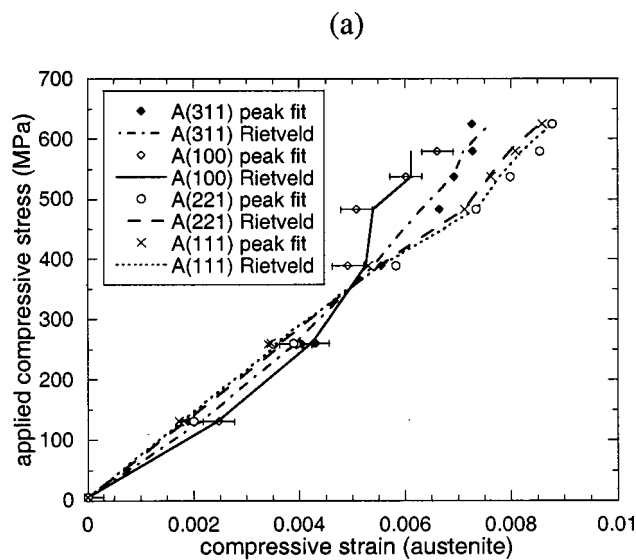 (a)
700
600
500
400
300
200
100
0
applied compressive stress (MPa)
A(311) peak fit
A(311) Rietveld
A(100) peak fit
A(100) Rietveld
A(221) peak fit
A(221) Rietveld
A(111) peak fit
A(111) Rietveld
0 0.002 0.004 0.006 0.008 0.01
compressive strain (austenite)